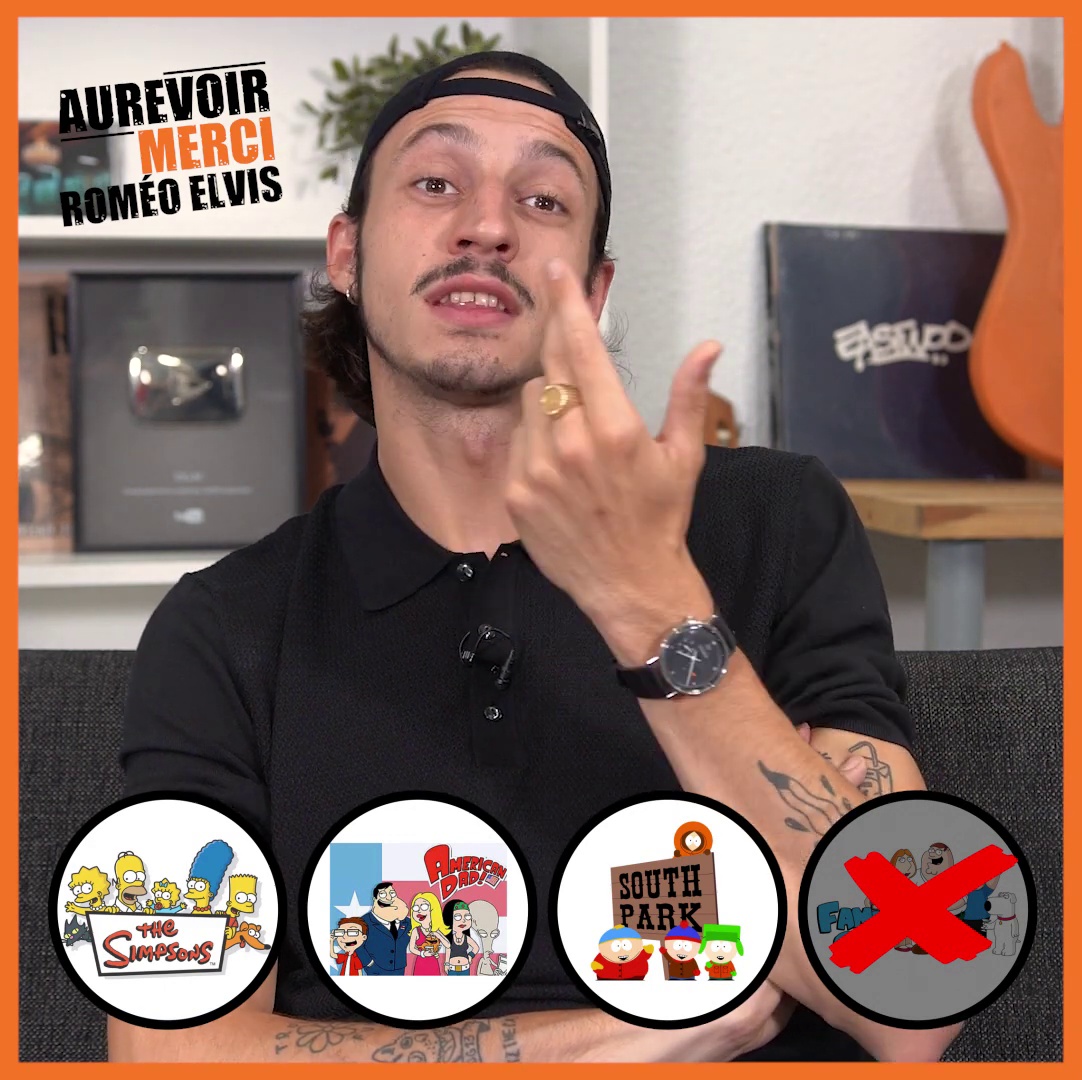 AUREVOIR
MERCI
ROMÉO ELVIS
THE
SIMPSONS
AMERICAN
DAD!
SOUTH
PARK